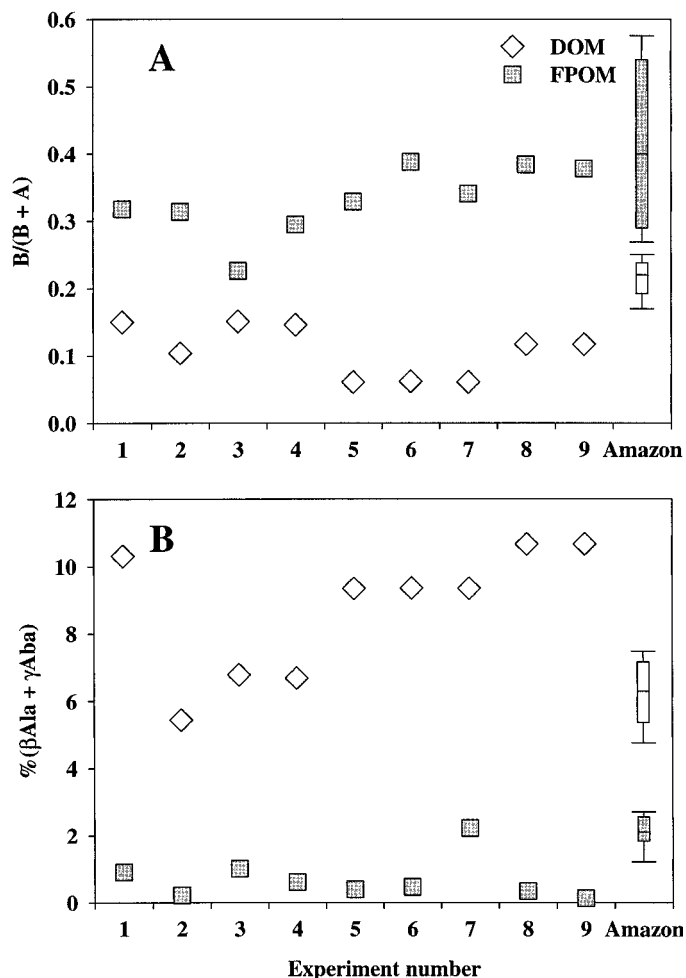 0.6
A
DOM
FPOM
0.5
0.4
0.3
0.2
0.1
0.0
B/(B + A)
1 2 3 4 5 6 7 8 9 Amazon
12
B
10
8
6
4
2
0
%(βAla + γAba)
1 2 3 4 5 6 7 8 9 Amazon
Experiment number